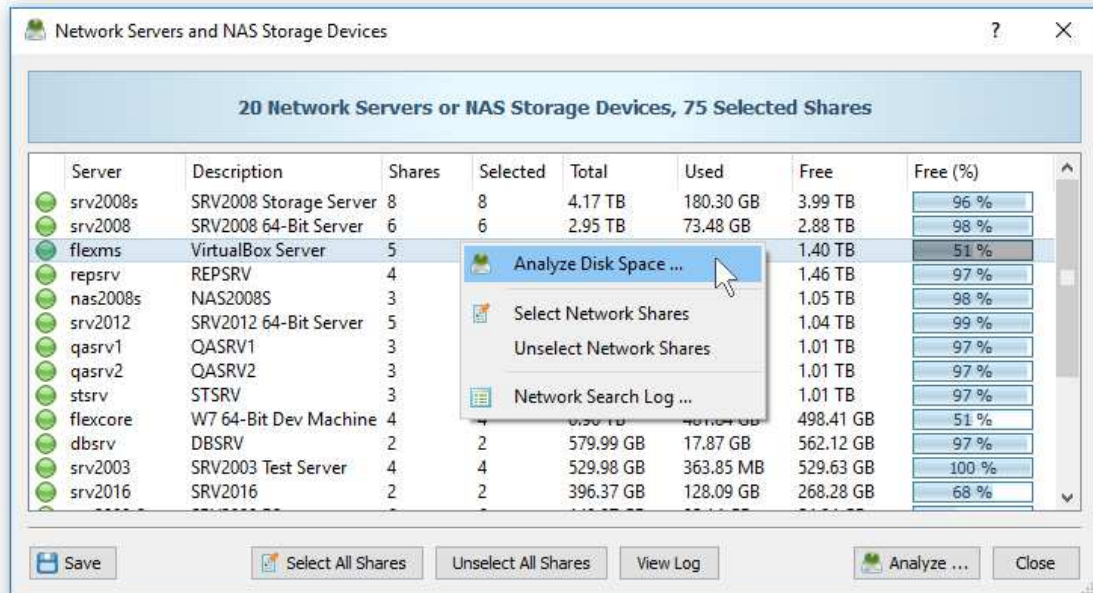 Network Servers and NAS Storage Devices ?
20 Network Servers or NAS Storage Devices, 75 Selected Shares
Server Description Shares Selected Total Used Free Free (%)
srv2008s SRV2008 Storage Server 8 8 4.17 TB 180.30 GB 3.99 TB 96 %
srv2008 SRV2008 64-Bit Server 6 6 2.95 TB 73.48 GB 2.88 TB 98 %
flexms VirtualBox Server 5 1.40 TB 51 %
Analyze Disk Space ...
repsrv REPSRV 4 1.46 TB 97 %
nas2008s NAS2008S 3 1.05 TB 98 %
Select Network Shares
srv2012 SRV2012 64-Bit Server 5 1.04 TB 99 %
qasrv1 QASRV1 3 1.01 TB 97 %
Unselect Network Shares
qasrv2 QASRV2 3 1.01 TB 97 %
stsrv STSRV 3 1.01 TB 97 %
Network Search Log ...
flexcore W7 64-Bit Dev Machine 4 498.41 GB 51 %
dbsrv DBSRV 2 2 579.99 GB 17.87 GB 562.12 GB 97 %
srv2003 SRV2003 Test Server 4 4 529.98 GB 363.85 MB 529.63 GB 100 %
srv2016 SRV2016 2 2 396.37 GB 128.09 GB 268.28 GB 68 %
Save Select All Shares Unselect All Shares View Log Analyze ... Close